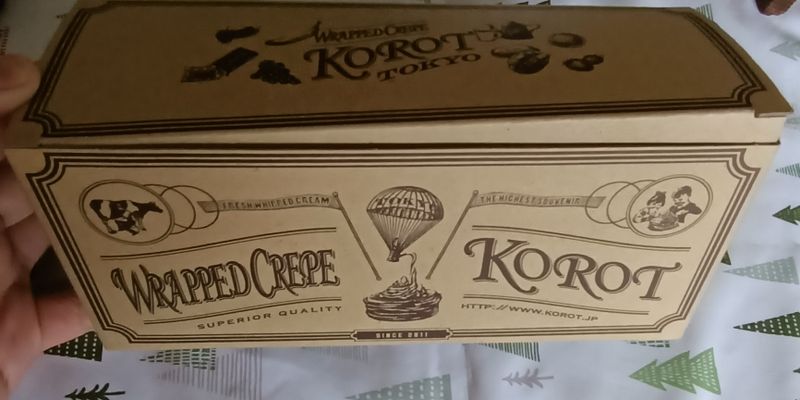 WRAPPED CREPE
KOROT
TOKYO
FRESH WHIPPED CREAM
THE HIGHEST SOUVENIR
WRAPPED CREPE
KOROT
SUPERIOR QUALITY
HTTP://WWW.KOROT.JP
SINCE 2011